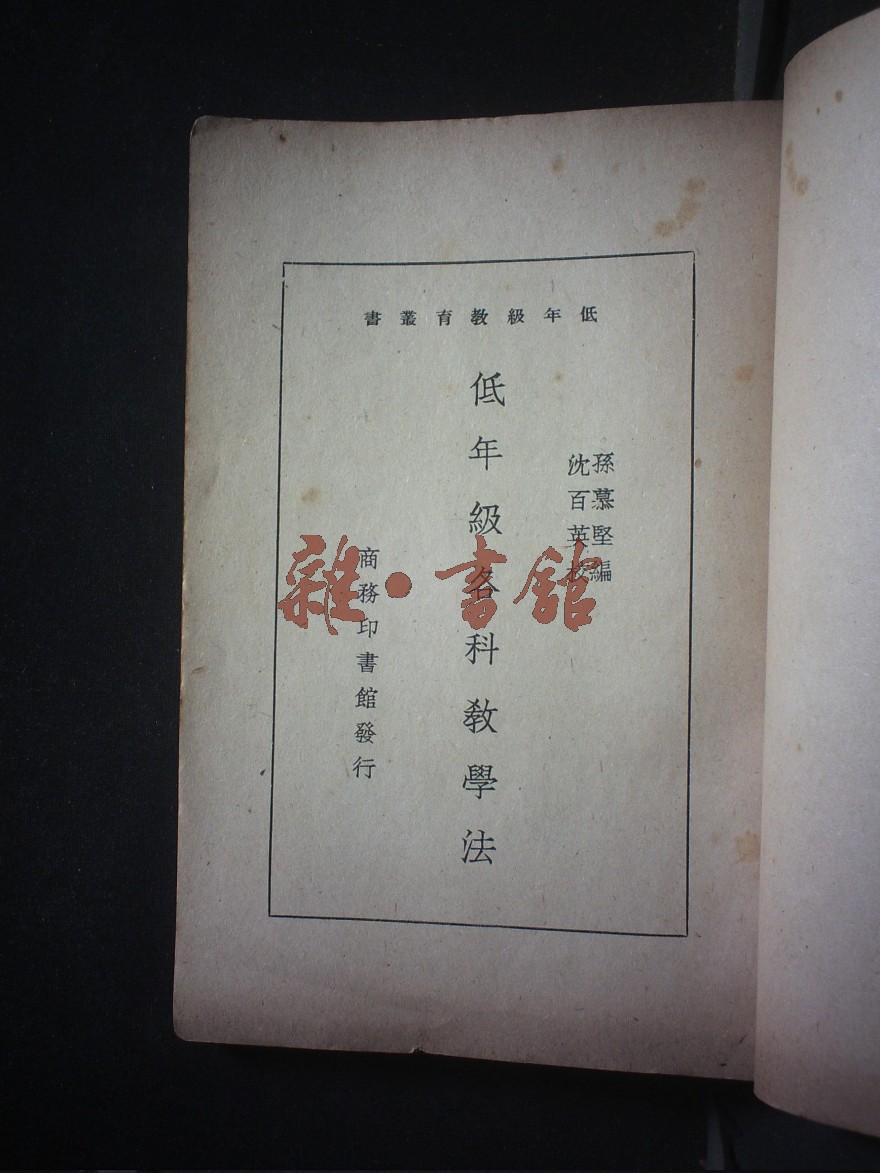 低年級教育叢書
孫慕堅編
沈百英校
低年級各科教學法
商務印書館發行
雜·書館